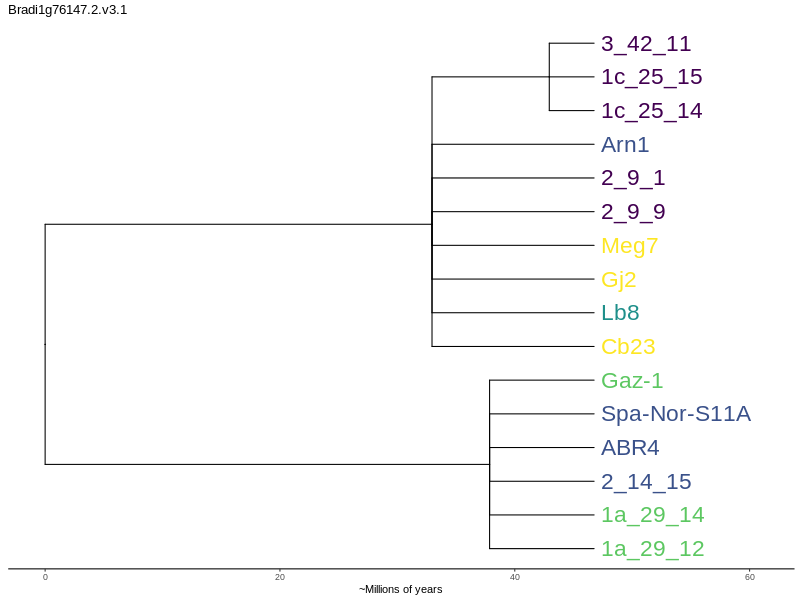 Bradi1g76147.2.v3.1
3_42_11
1c_25_15
1c_25_14
Arn1
2_9_1
2_9_9
Meg7
Gj2
Lb8
Cb23
Gaz-1
Spa-Nor-S11A
ABR4
2_14_15
1a_29_14
1a_29_12
0 20 40 60
~Millions of years